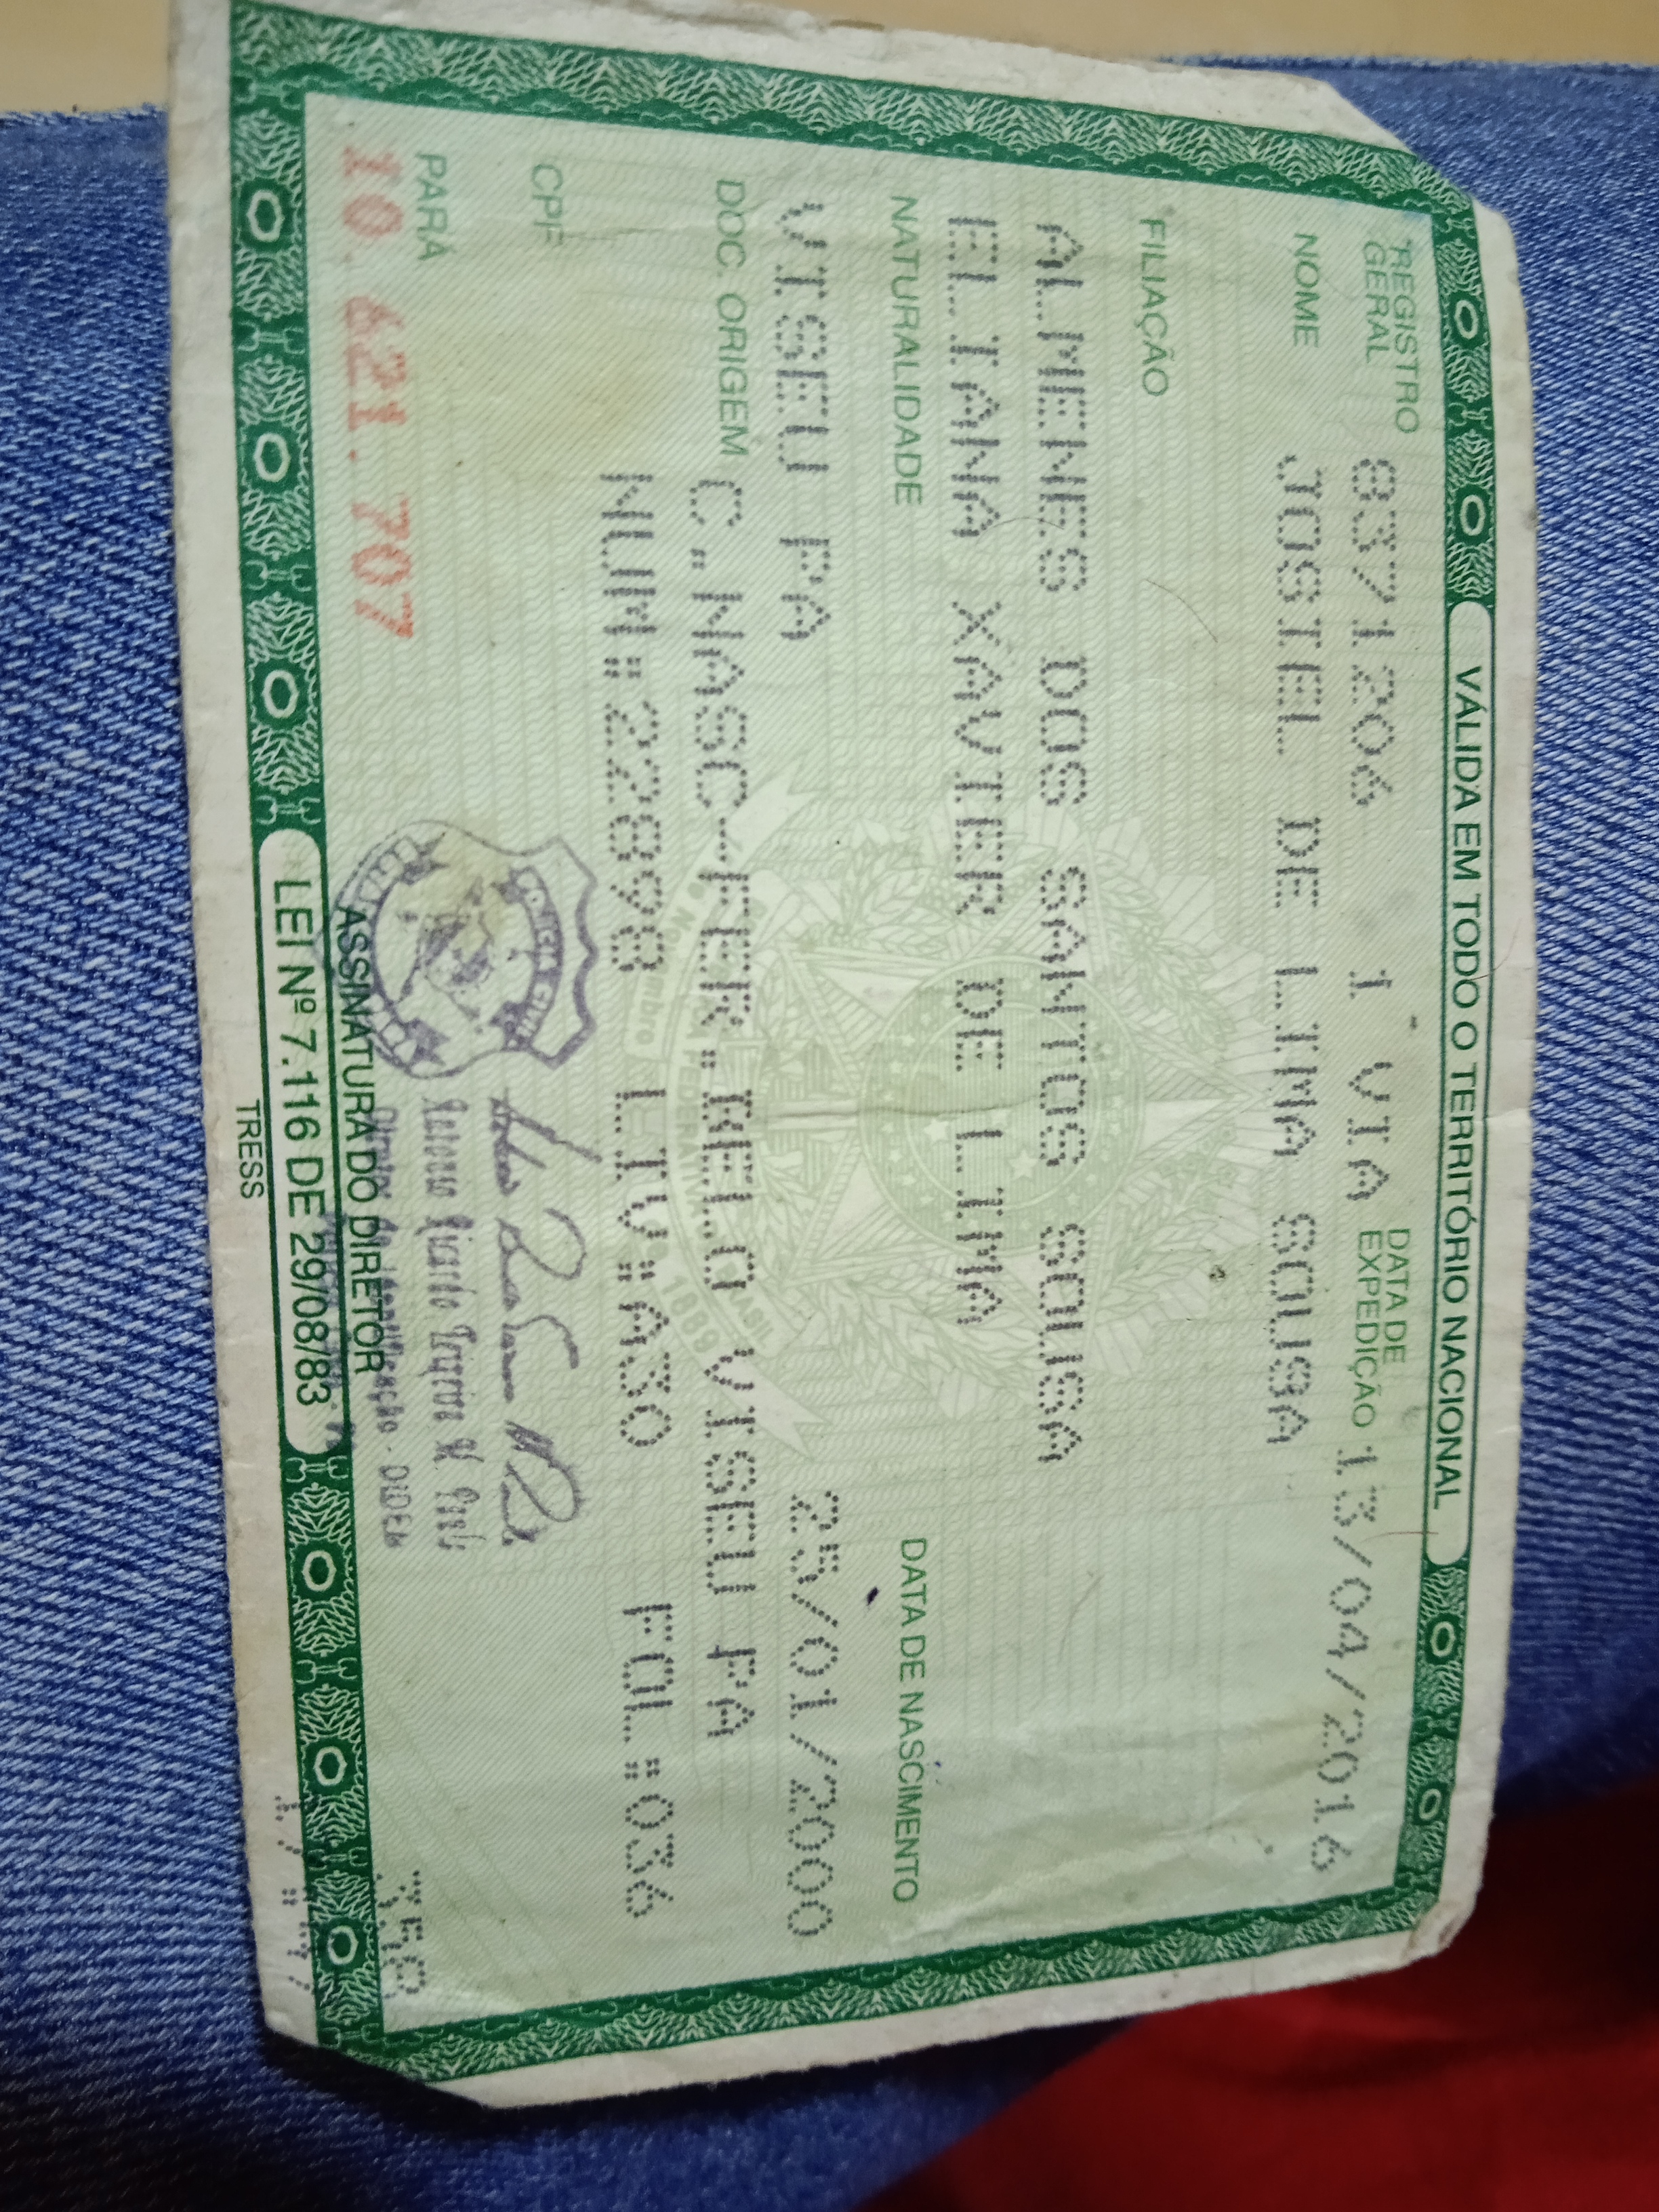 VÁLIDA EM TODO O TERRITÓRIO NACIONAL
REGISTRO GERAL 8371206 1 VIA DATA DE EXPEDIÇÃO 13/04/2016
NOME JOSIEL DE LIMA SOUSA
FILIAÇÃO
ALMENES DOS SANTOS SOUSA
ELIANA XAVIER DE LIMA
NATURALIDADE DATA DE NASCIMENTO
VISEU PA 25/01/2000
DOC. ORIGEM C.NASC-FER.BELO VISEU PA
NUM:22898 LIV:A30 FOL:036
CPF
PARÁ
10.621.707
358
ASSINATURA DO DIRETOR
LEI Nº 7.116 DE 29/08/83
TRESS